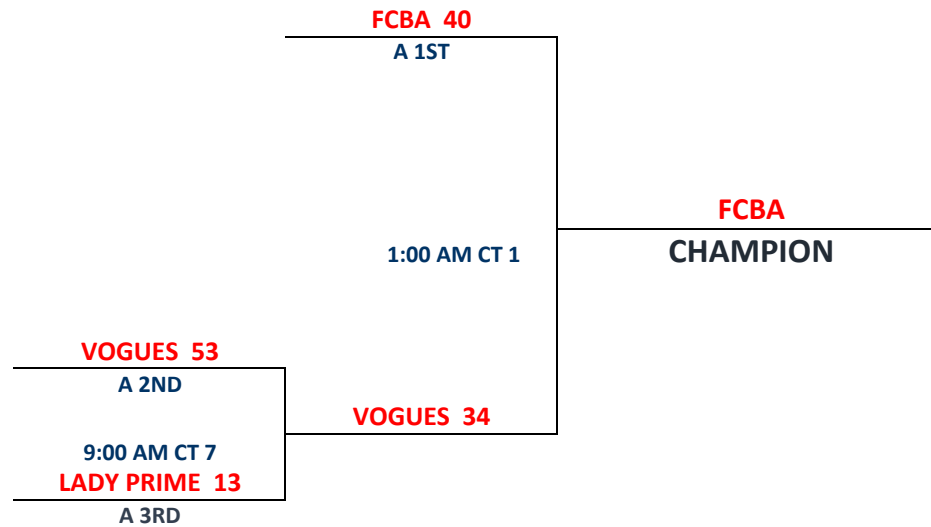 FCBA 40
A 1ST
FCBA
1:00 AM CT 1
CHAMPION
VOGUES 53
A 2ND
VOGUES 34
9:00 AM CT 7
LADY PRIME 13
A 3RD